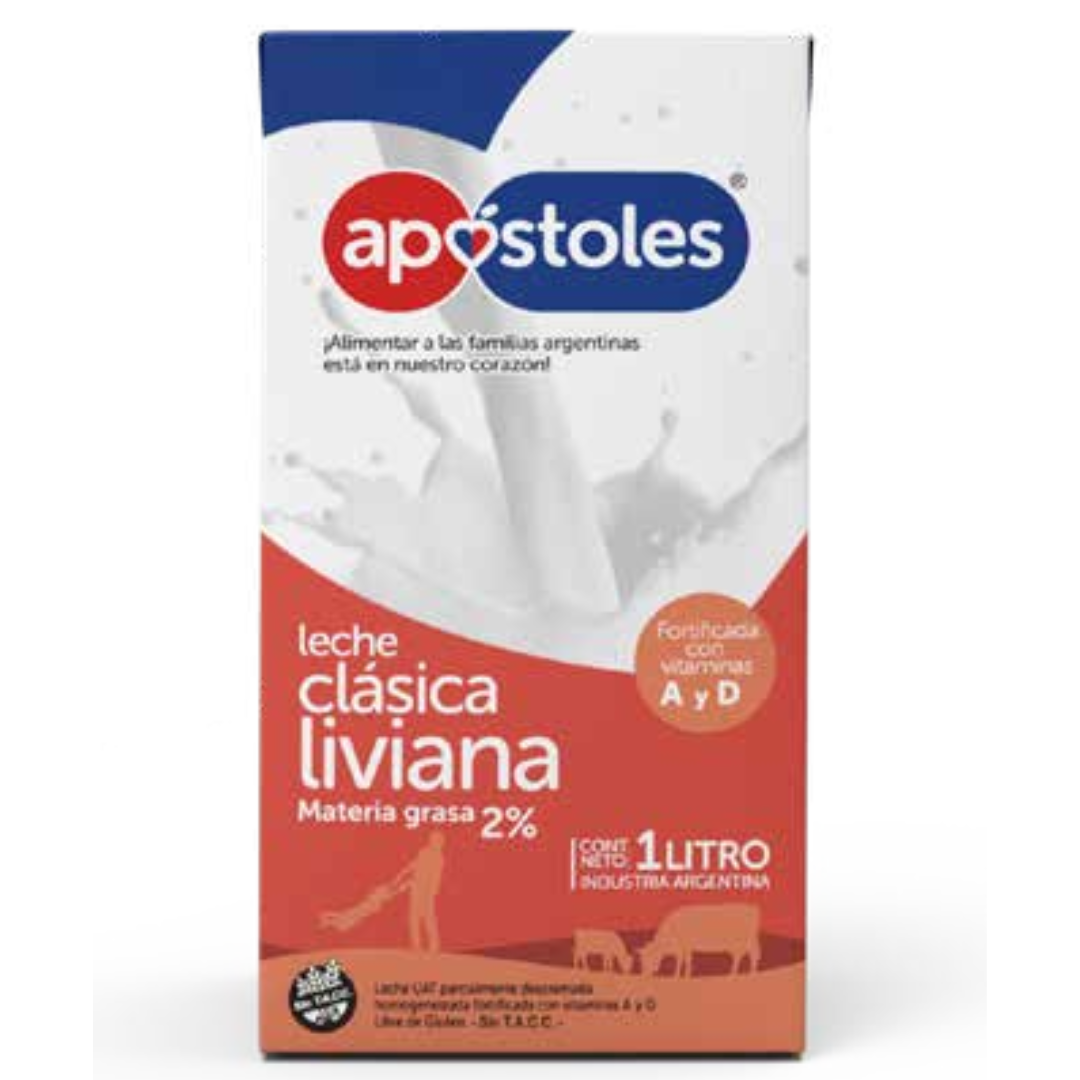 apóstoles
®
¡Alimentar a las familias argentinas
está en nuestro corazón!
leche
clásica
liviana
Materia grasa 2%
Fortificada
con
vitaminas
A y D
CONT.
NETO: 1 LITRO
INDUSTRIA ARGENTINA
Sin T.A.C.C.
Leche UAT parcialmente descremada
homogeneizada fortificada con vitaminas A y D
Libre de Gluten - Sin T.A.C.C. -